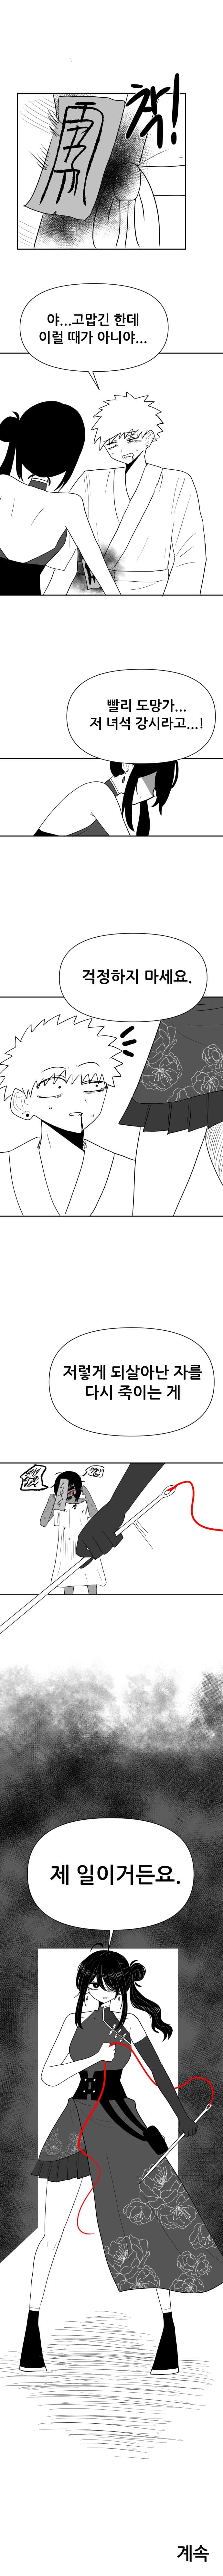 착!
야...고맙긴 한데
이럴 때가 아니야...
빨리 도망가...
저 녀석 강시라고...!
걱정하지 마세요.
저렇게 되살아난 자를
다시 죽이는 게
제 일이거든요.
계속